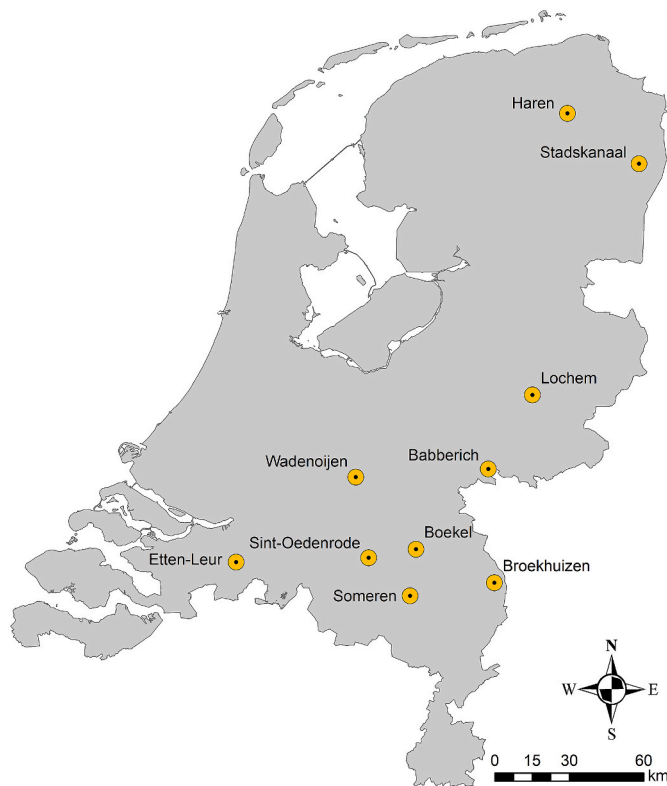 Haren
Stadskanaal
Lochem
Babberich
Wadenoijen
Boekel
Sint-Oedenrode
Etten-Leur
Broekhuizen
Someren
N
W E
S
0 15 30 60
km